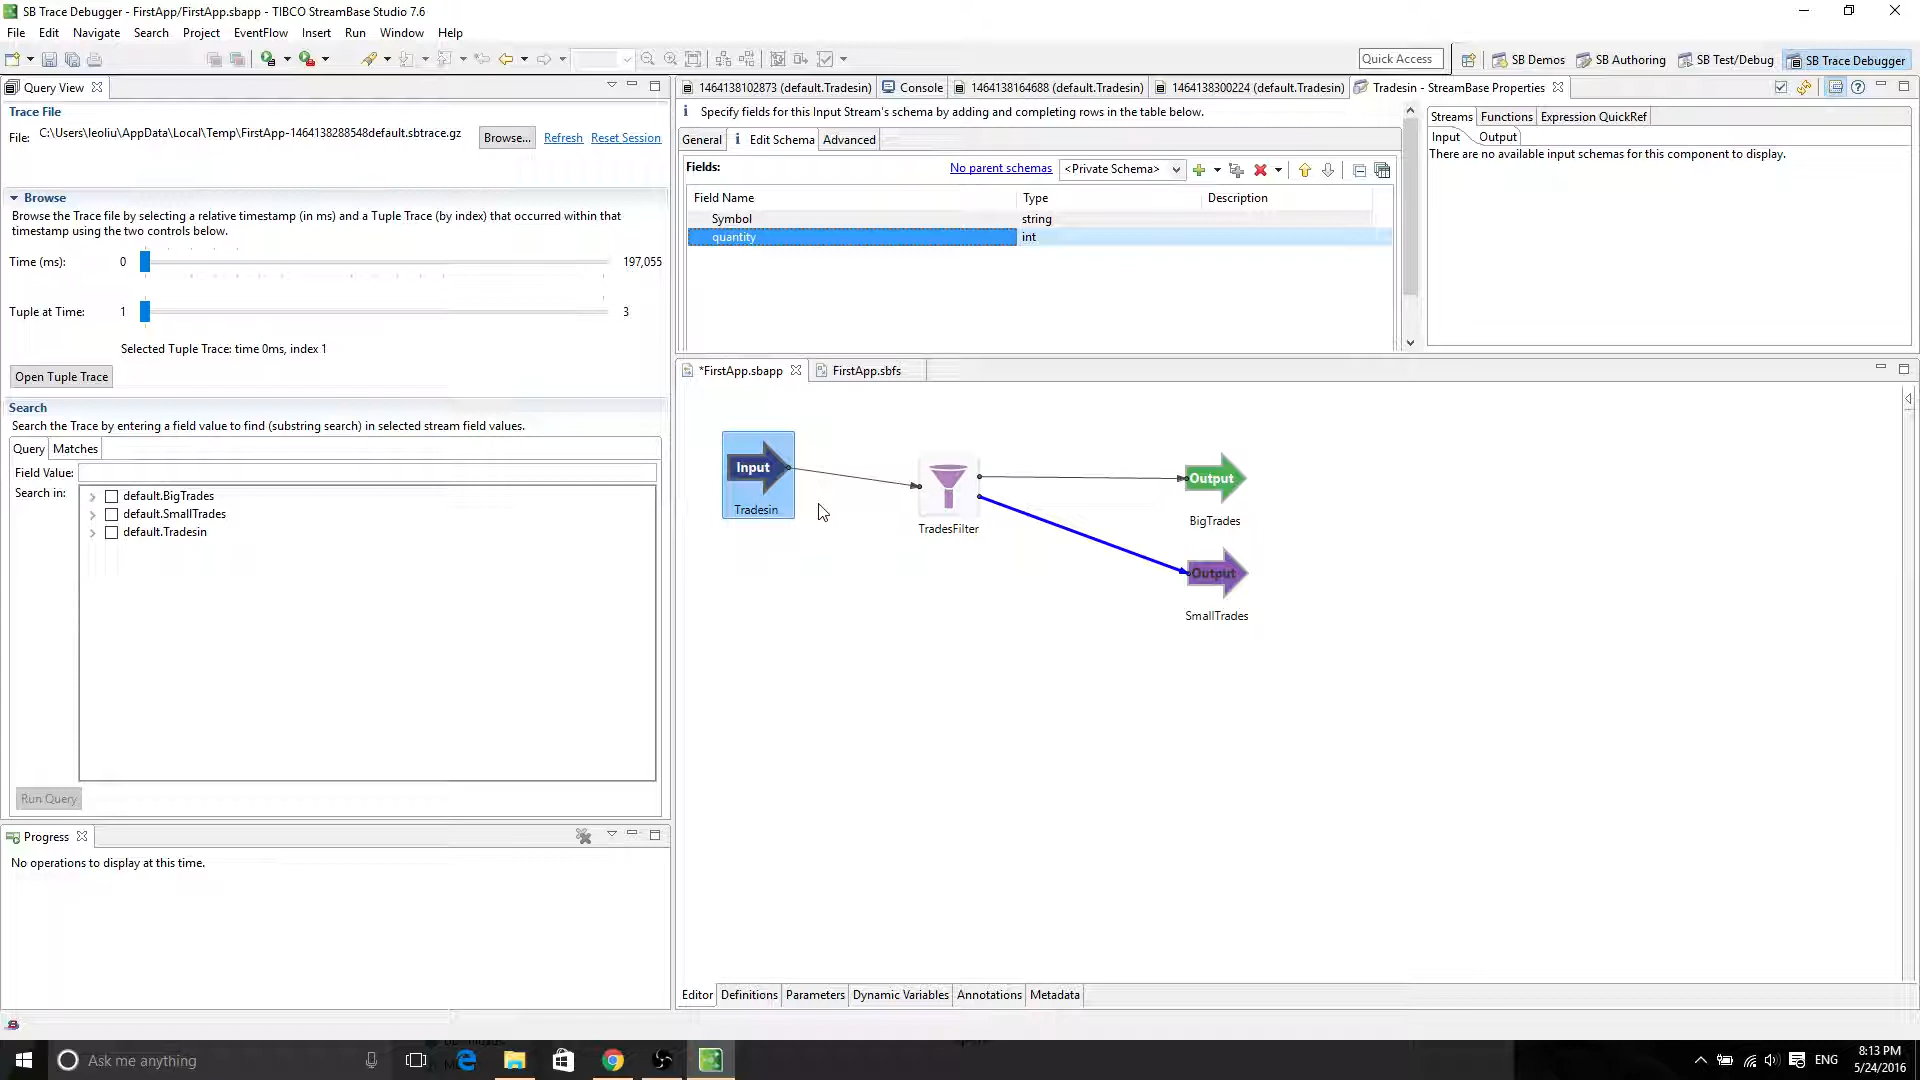 SB Trace Debugger - FirstApp/FirstApp.sbapp - TIBCO StreamBase Studio 7.6
File Edit Navigate Search Project EventFlow Insert Run Window Help
Quick Access
SB Demos
SB Authoring
SB Test/Debug
SB Trace Debugger
Query View
Trace File
File: C:\Users\leoliu\AppData\Local\Temp\FirstApp-1464138288548default.sbtrace.gz
Browse...
Refresh
Reset Session
Browse
Browse the Trace file by selecting a relative timestamp (in ms) and a Tuple Trace (by index) that occurred within that
timestamp using the two controls below.
Time (ms): 0 197,055
Tuple at Time: 1 3
Selected Tuple Trace: time 0ms, index 1
Open Tuple Trace
Search
Search the Trace by entering a field value to find (substring search) in selected stream field values.
Query Matches
Field Value:
Search in:
default.BigTrades
default.SmallTrades
default.Tradesin
Run Query
Progress
No operations to display at this time.
1464138102873 (default.Tradesin)
Console
1464138164688 (default.Tradesin)
1464138300224 (default.Tradesin)
Tradesin - StreamBase Properties
Specify fields for this Input Stream's schema by adding and completing rows in the table below.
General
Edit Schema
Advanced
Fields:
No parent schemas
<Private Schema>
Field Name Type Description
Symbol string
quantity int
Streams Functions Expression QuickRef
Input Output
There are no available input schemas for this component to display.
*FirstApp.sbapp
FirstApp.sbfs
Input
Tradesin
TradesFilter
Output
BigTrades
Output
SmallTrades
Editor Definitions Parameters Dynamic Variables Annotations Metadata
Ask me anything
ENG
8:13 PM
5/24/2016